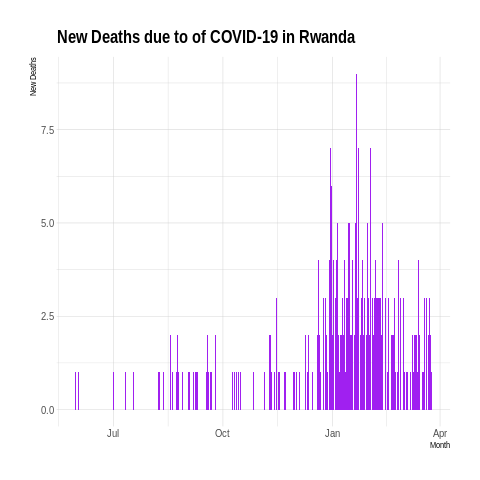 New Deaths due to of COVID-19 in Rwanda
New Deaths
7.5
5.0
2.5
0.0
Jul Oct Jan Apr
Month